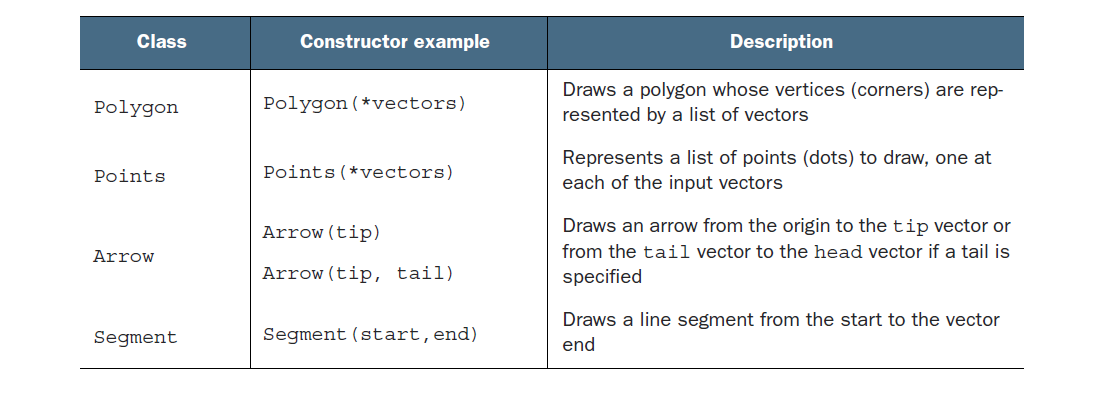 Class Constructor example Description
Polygon Polygon(*vectors) Draws a polygon whose vertices (corners) are rep-
resented by a list of vectors
Points Points(*vectors) Represents a list of points (dots) to draw, one at
each of the input vectors
Arrow Arrow(tip)
Arrow(tip, tail) Draws an arrow from the origin to the tip vector or
from the tail vector to the head vector if a tail is
specified
Segment Segment(start,end) Draws a line segment from the start to the vector
end